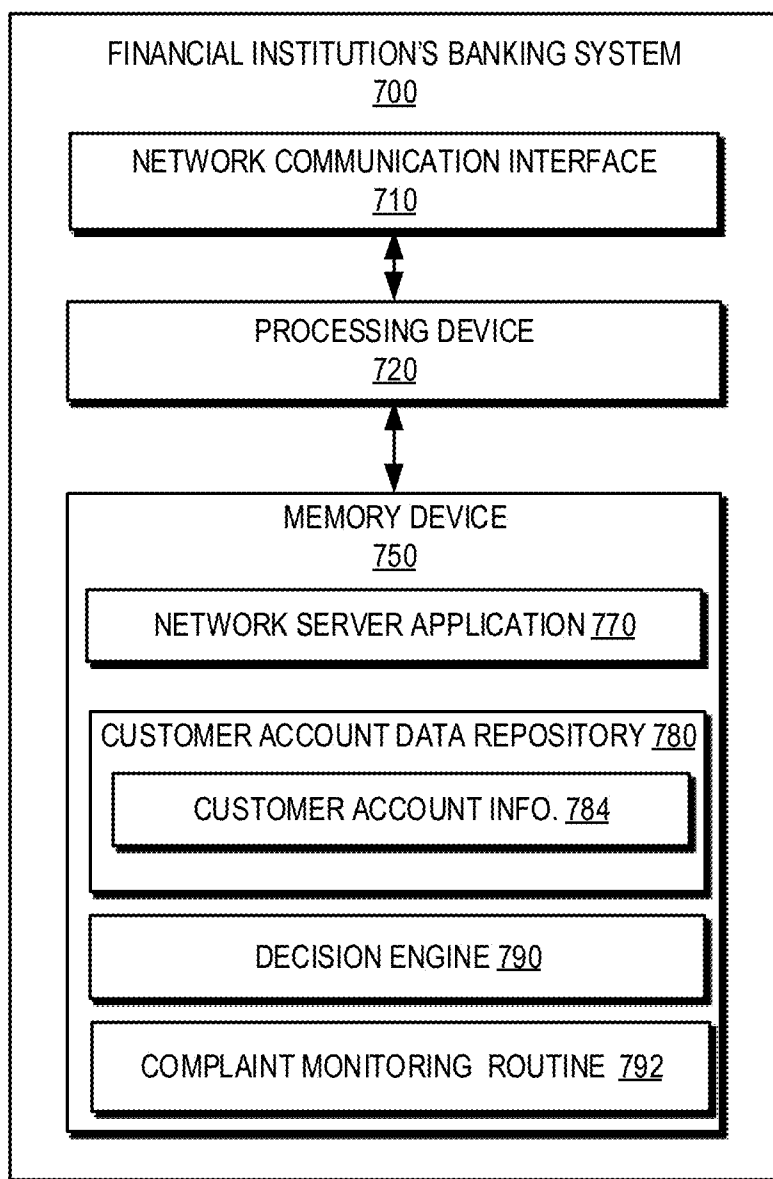 FINANCIAL INSTITUTION'S BANKING SYSTEM
700
NETWORK COMMUNICATION INTERFACE
710
PROCESSING DEVICE
720
MEMORY DEVICE
750
NETWORK SERVER APPLICATION 770
CUSTOMER ACCOUNT DATA REPOSITORY 780
CUSTOMER ACCOUNT INFO. 784
DECISION ENGINE 790
COMPLAINT MONITORING ROUTINE 792